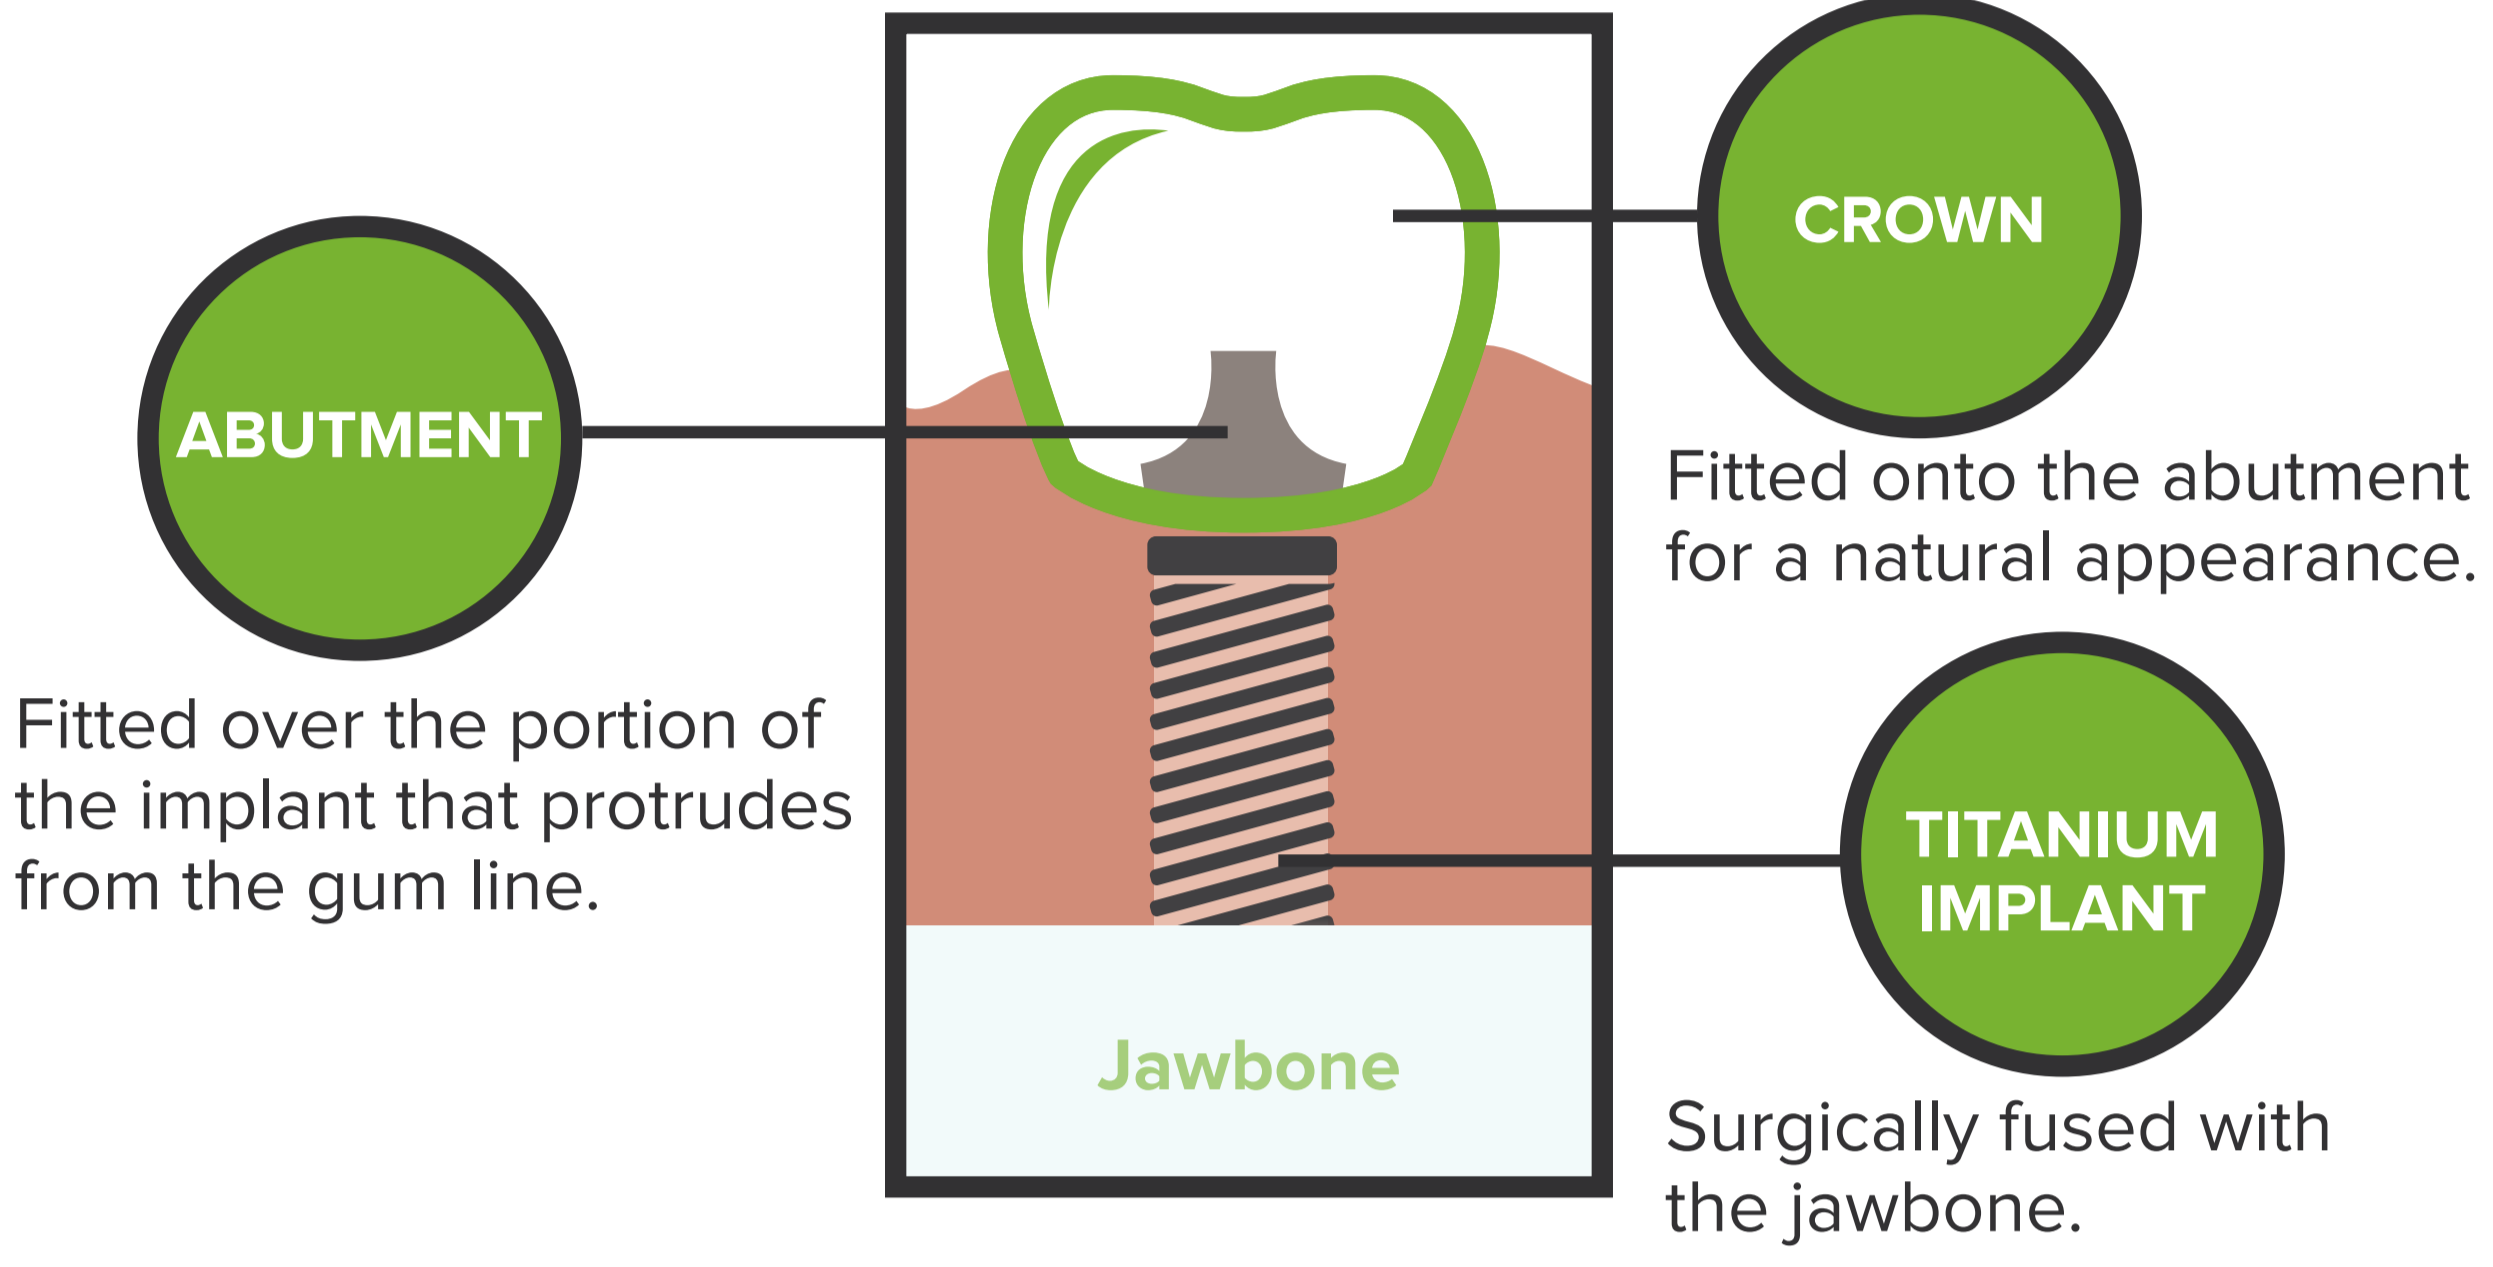 ABUTMENT
Fitted over the portion of
the implant that protrudes
from the gum line.
CROWN
Fitted onto the abutment
for a natural appearance.
TITANIUM
IMPLANT
Surgically fused with
the jawbone.
Jawbone